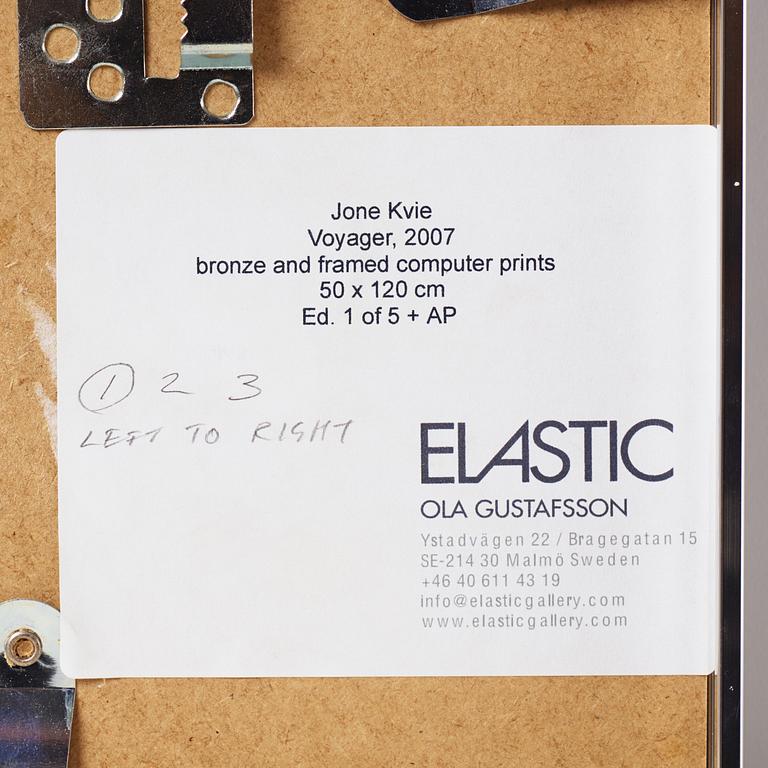 Jone Kvie
Voyager, 2007
bronze and framed computer prints
50 x 120 cm
Ed. 1 of 5 + AP
1 2 3
LEFT TO RIGHT
ELASTIC
OLA GUSTAFSSON
Ystadvägen 22 / Bragegatan 15
SE-214 30 Malmö Sweden
+46 40 611 43 19
info@elasticgallery.com
www.elasticgallery.com